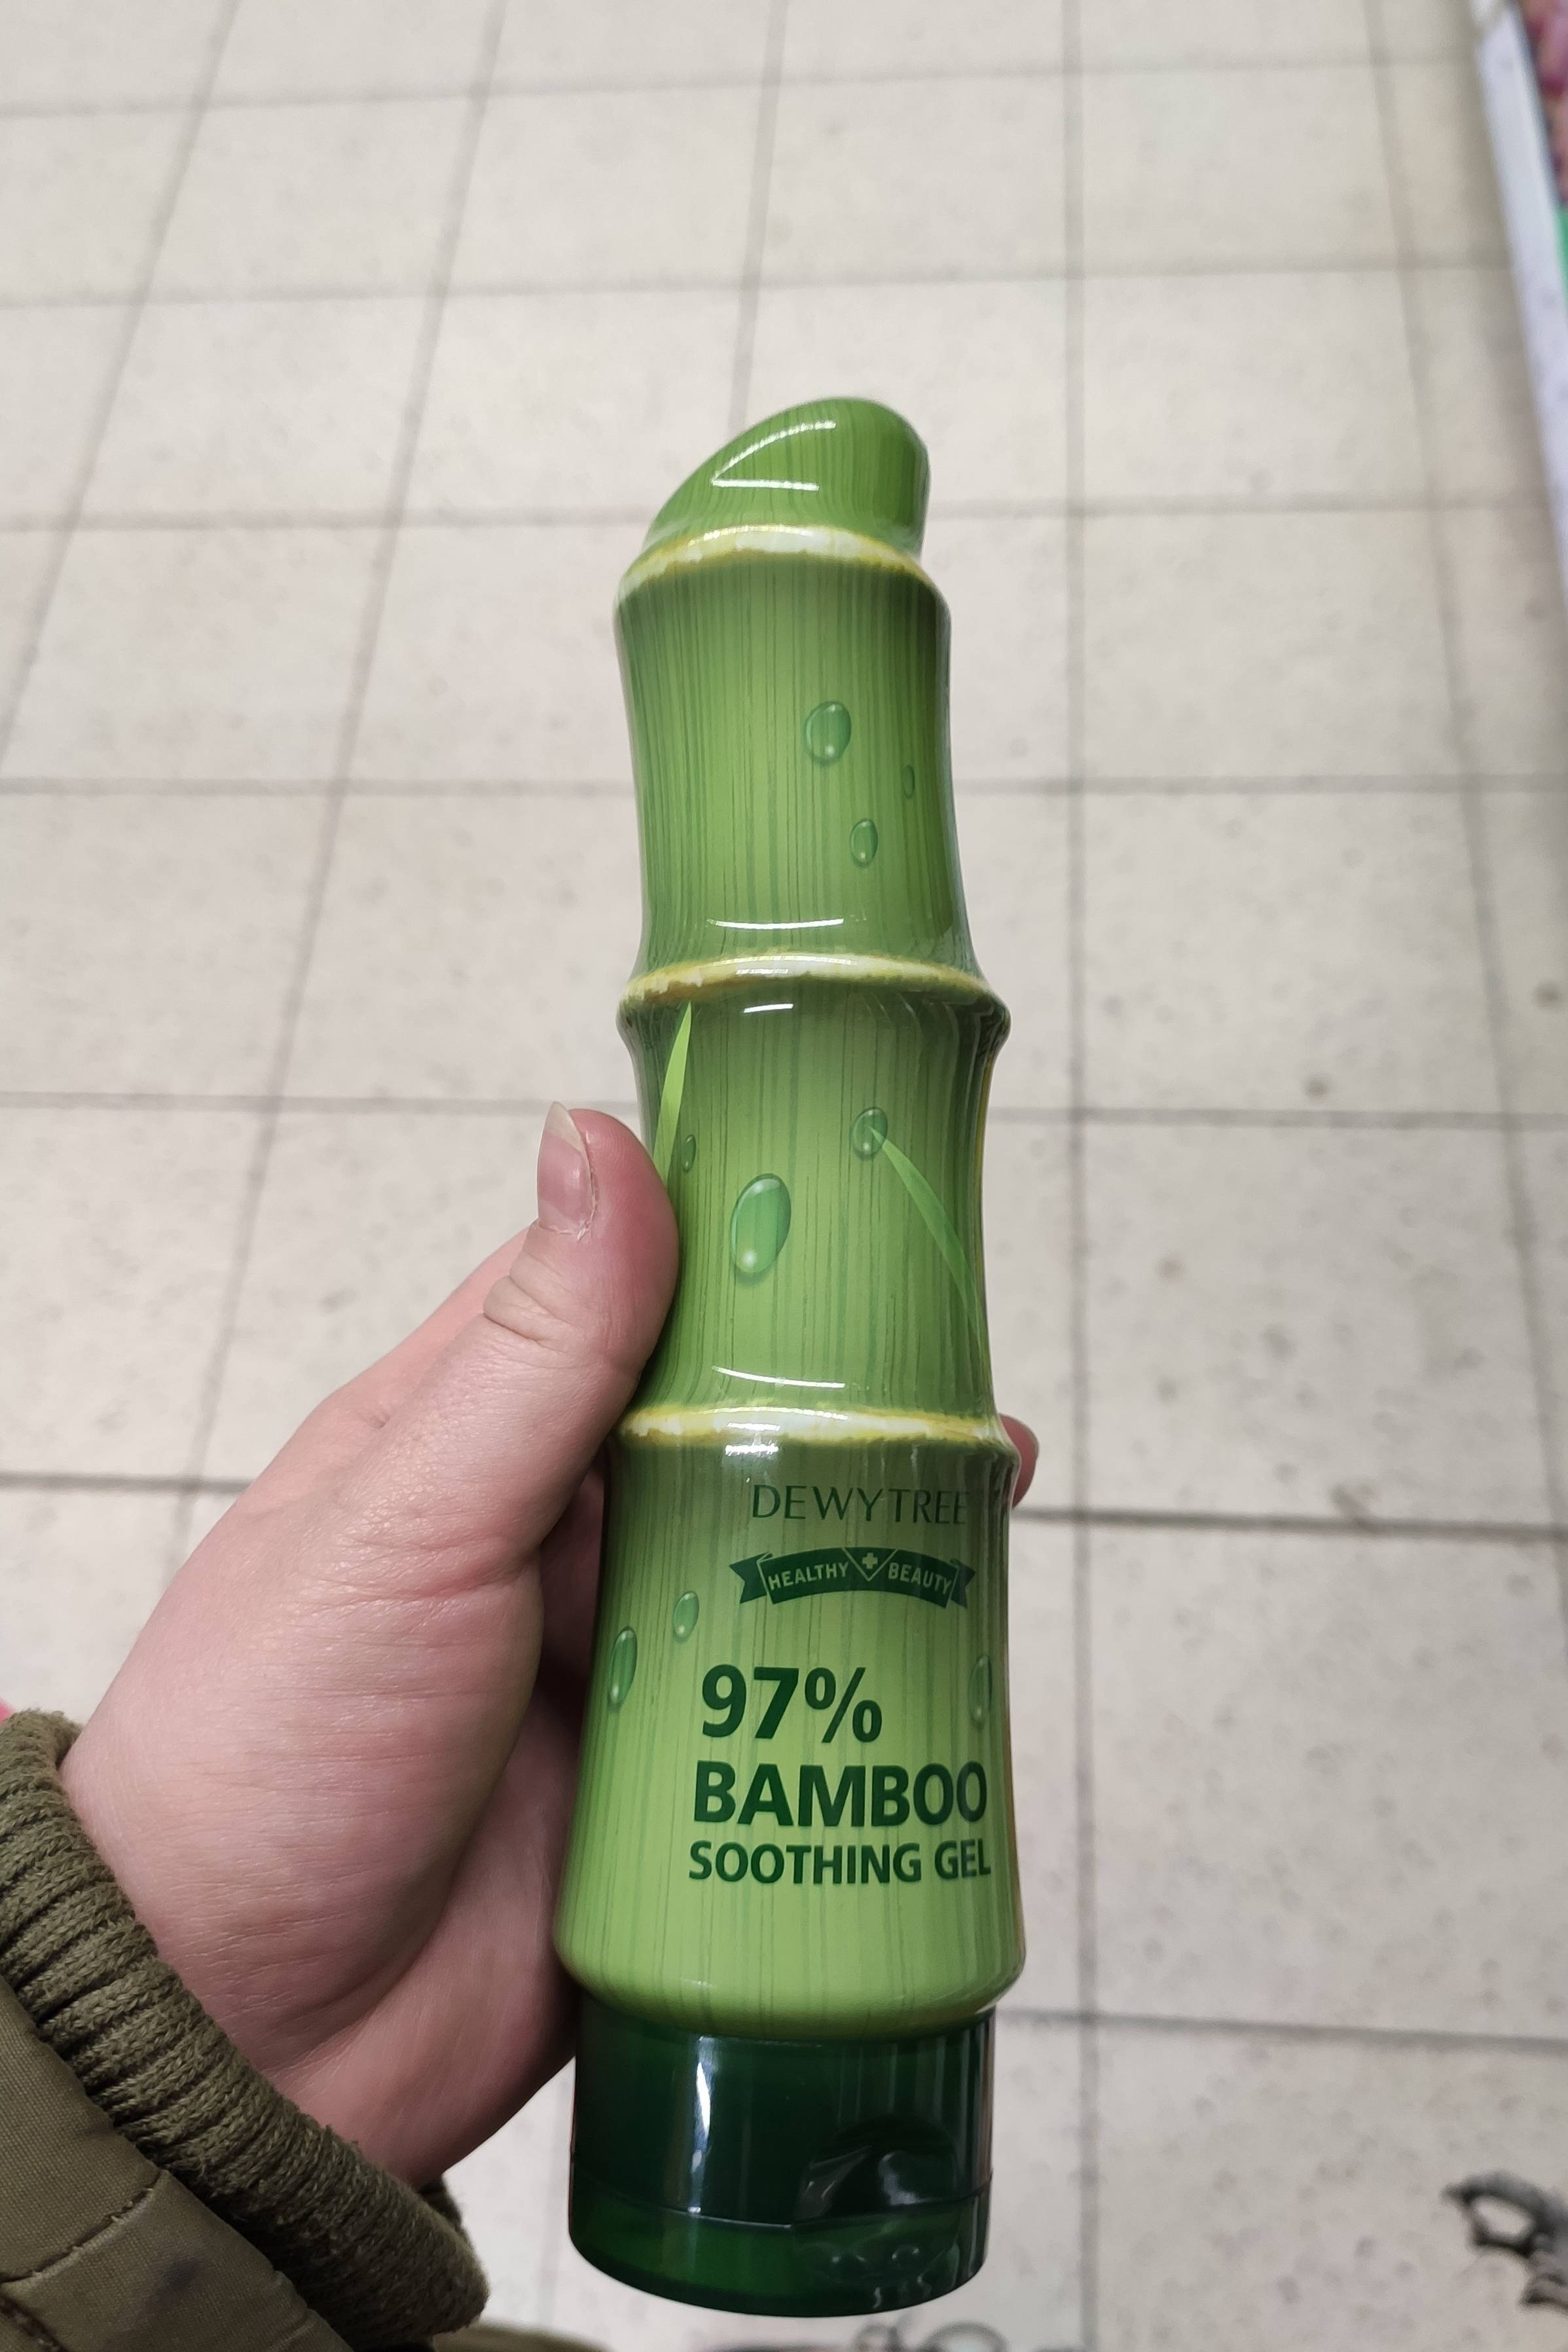 DEWYTREE
HEALTHY BEAUTY
97%
BAMBOO
SOOTHING GEL